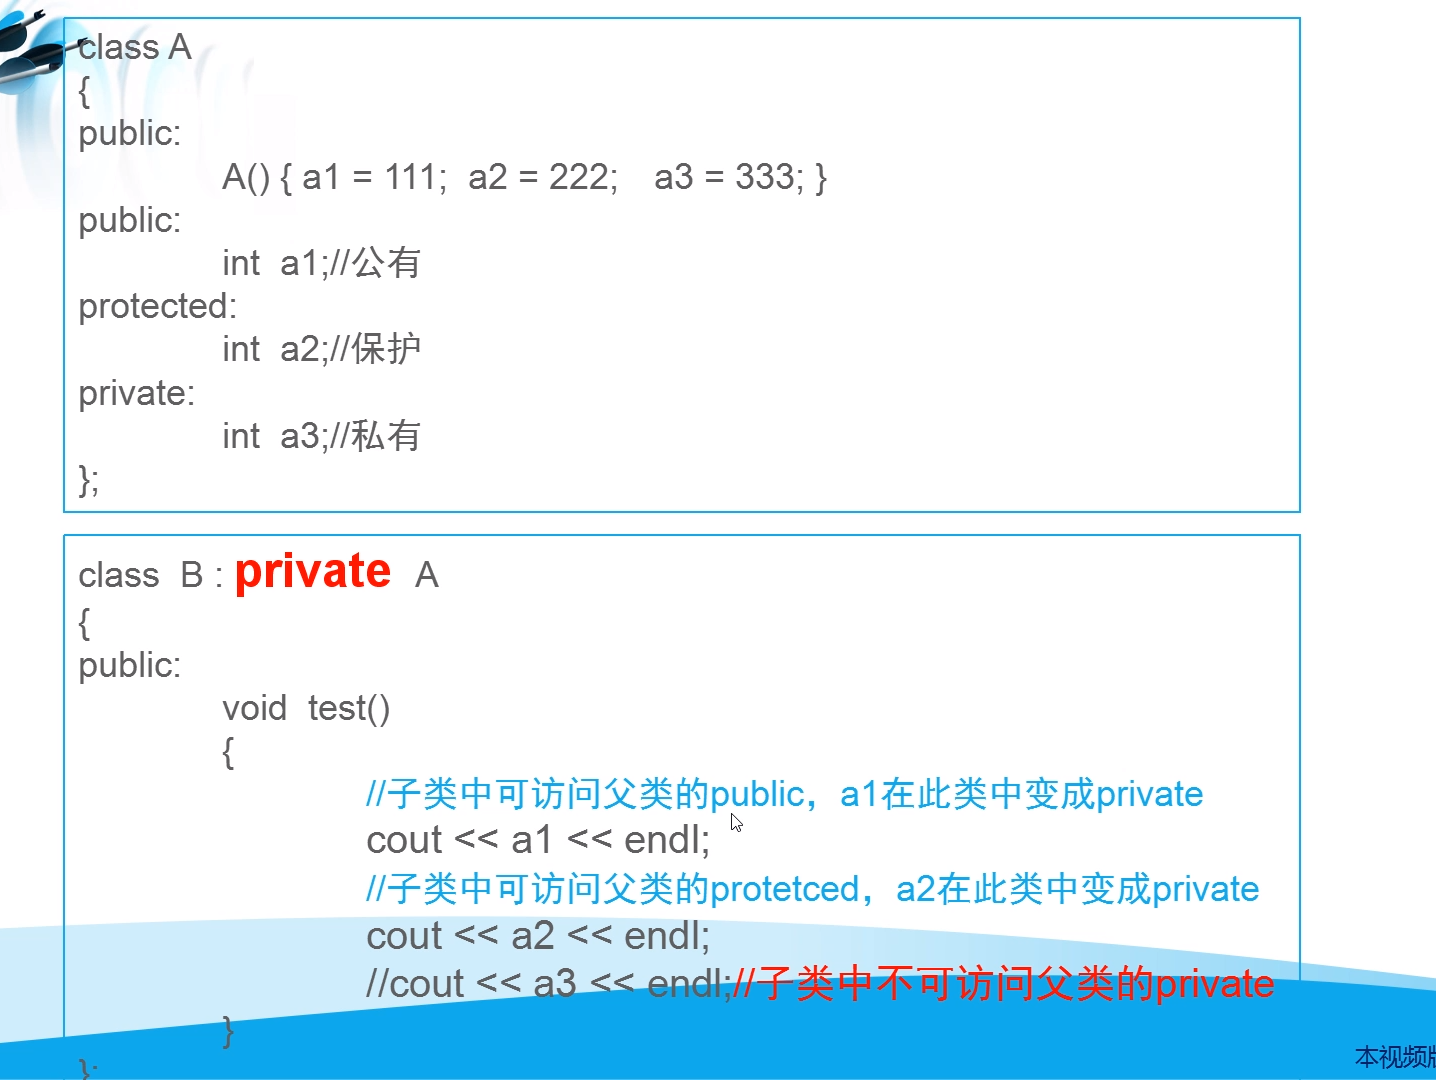 class A
{
public:
A() { a1 = 111; a2 = 222; a3 = 333; }
public:
int a1;//公有
protected:
int a2;//保护
private:
int a3;//私有
};
class B : private A
{
public:
void test()
{
//子类中可访问父类的public，a1在此类中变成private
cout << a1 << endl;
//子类中可访问父类的protetced，a2在此类中变成private
cout << a2 << endl;
//cout << a3 << endl;//子类中不可访问父类的private
}
};
本视频版